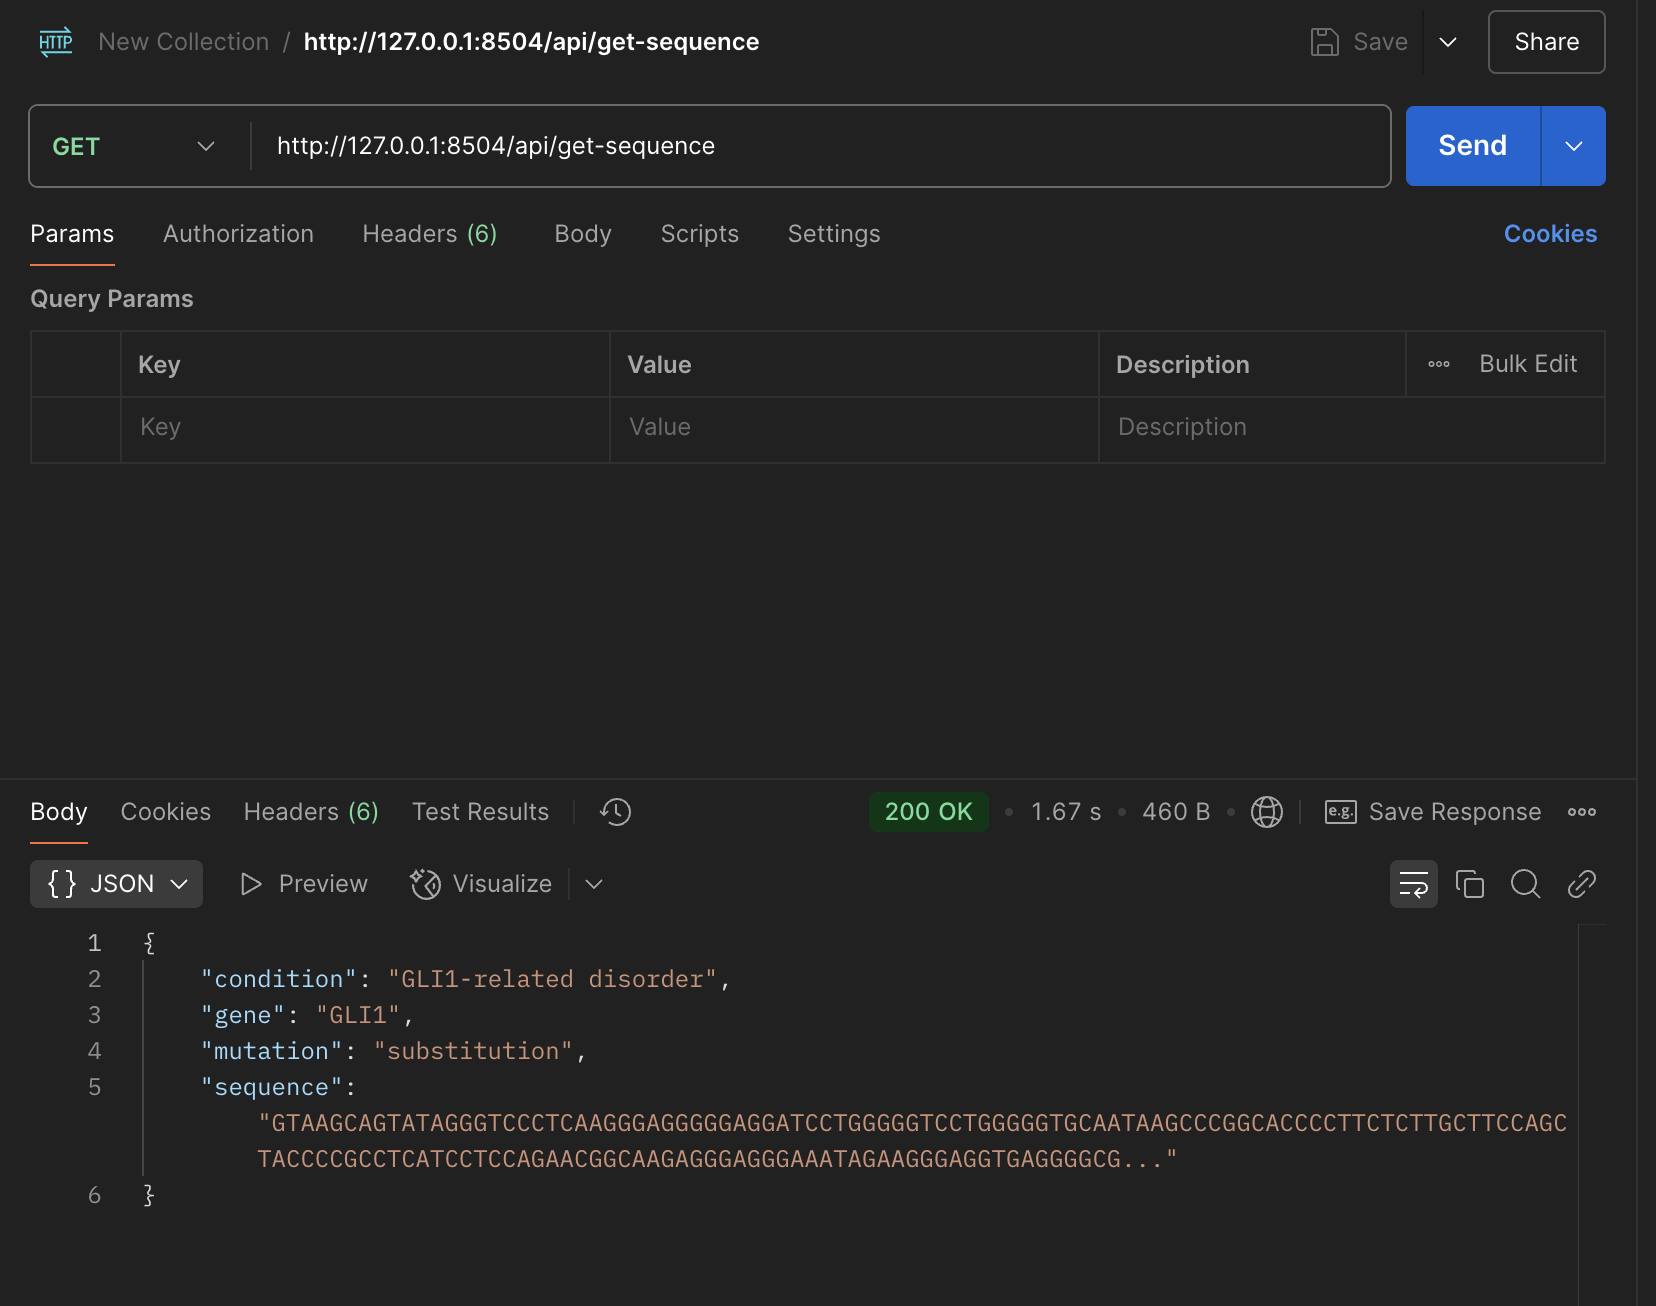 HTTP New Collection / http://127.0.0.1:8504/api/get-sequence Save Share
GET http://127.0.0.1:8504/api/get-sequence Send
Params Authorization Headers (6) Body Scripts Settings Cookies
Query Params
Key Value Description Bulk Edit
Key Value Description
Body Cookies Headers (6) Test Results 200 OK • 1.67 s • 460 B • e.g. Save Response
{} JSON Preview Visualize
1 {
2 "condition": "GLI1-related disorder",
3 "gene": "GLI1",
4 "mutation": "substitution",
5 "sequence":
"GTAAGCAGTATAGGGTCCCTCAAGGGAGGGGGAGGATCCTGGGGGTCCTGGGGGTGCAATAAGCCCGGCACCCCTTCTCTTGCTTCCAGC
TACCCCGCCTCATCCTCCAGAACGGCAAGAGGGAGGGAAATAGAAGGGAGGTGAGGGGCG..."
6 }